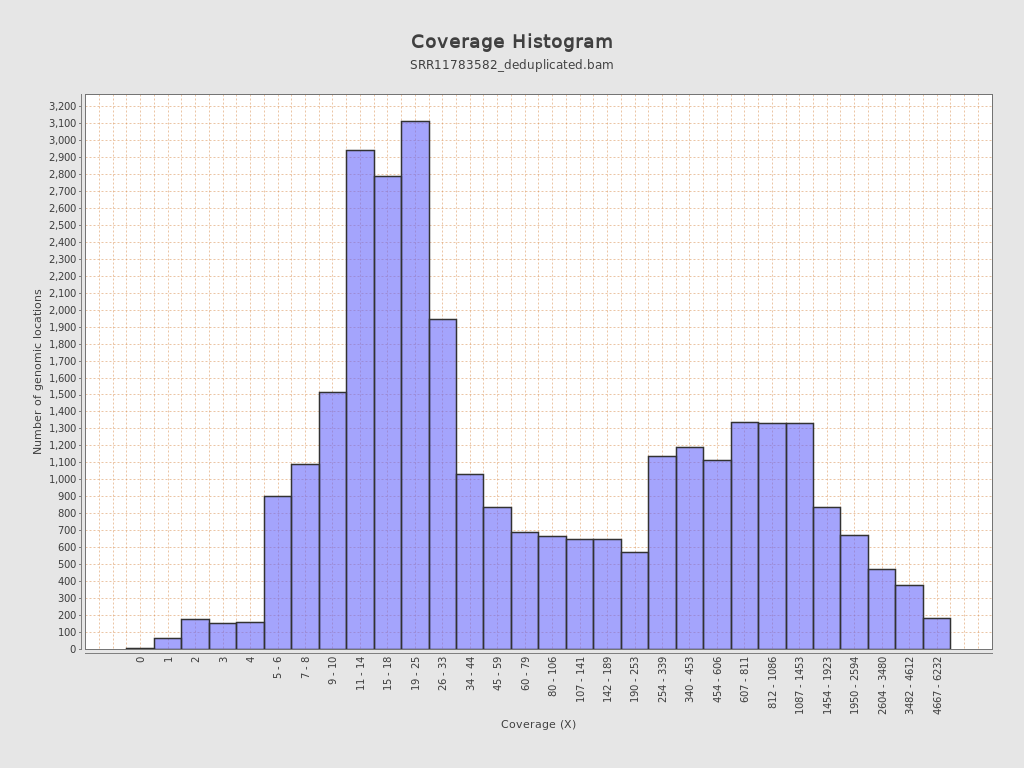 Coverage Histogram
SRR11783582_deduplicated.bam
Number of genomic locations
3,200
3,100
3,000
2,900
2,800
2,700
2,600
2,500
2,400
2,300
2,200
2,100
2,000
1,900
1,800
1,700
1,600
1,500
1,400
1,300
1,200
1,100
1,000
900
800
700
600
500
400
300
200
100
0
0
1
2
3
4
5 - 6
7 - 8
9 - 10
11 - 14
15 - 18
19 - 25
26 - 33
34 - 44
45 - 59
60 - 79
80 - 106
107 - 141
142 - 189
190 - 253
254 - 339
340 - 453
454 - 606
607 - 811
812 - 1086
1087 - 1453
1454 - 1923
1950 - 2594
2604 - 3480
3482 - 4612
4667 - 6232
Coverage (X)